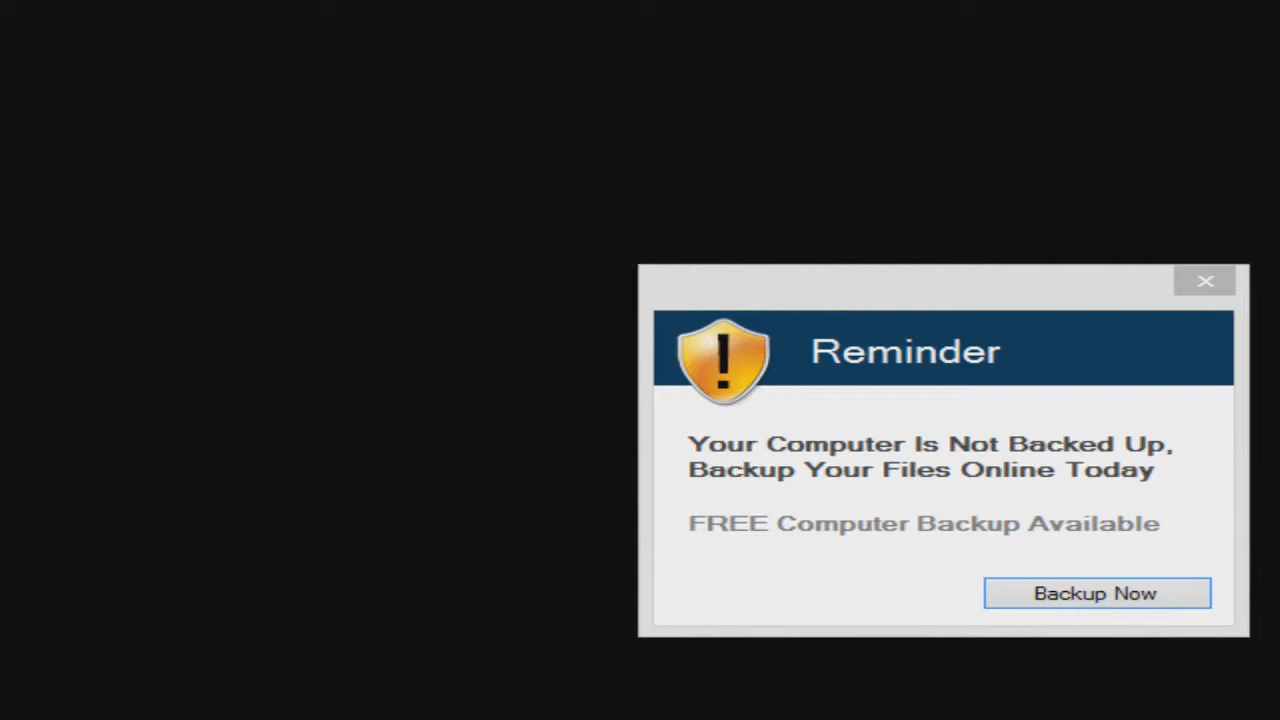 Reminder
Your Computer Is Not Backed Up,
Backup Your Files Online Today
FREE Computer Backup Available
Backup Now